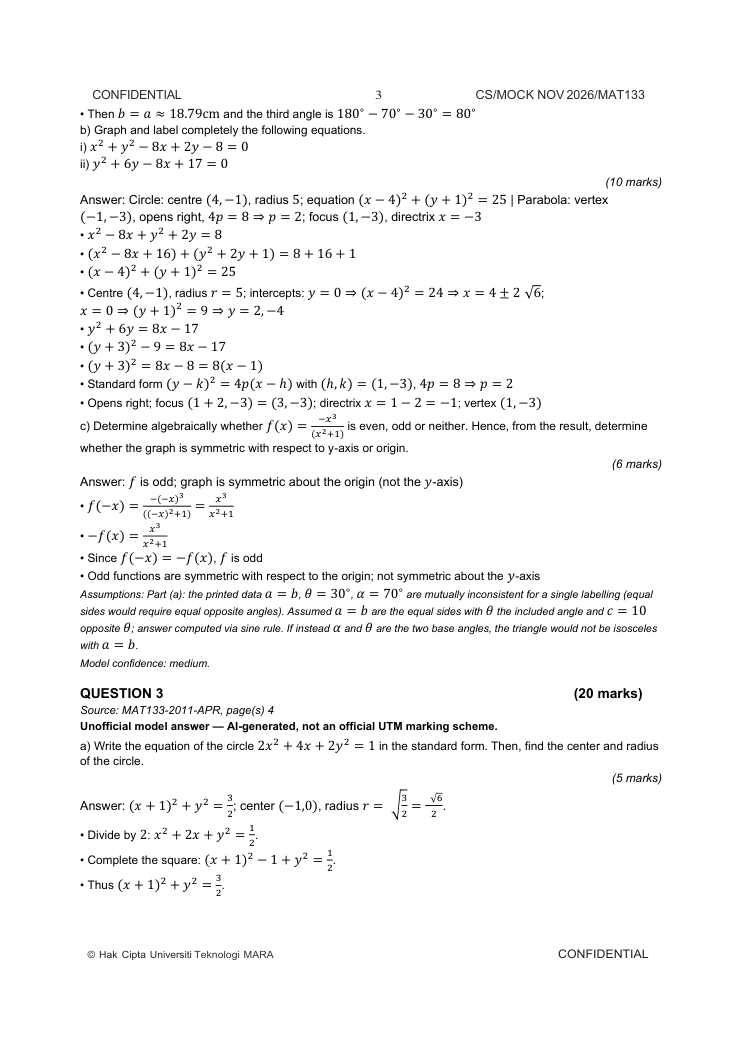 CONFIDENTIAL 3 CS/MOCK NOV 2026/MAT133
• Then b = a ≈ 18.79cm and the third angle is 180° − 70° − 30° = 80°
b) Graph and label completely the following equations.
i) x² + y² − 8x + 2y − 8 = 0
ii) y² + 6y − 8x + 17 = 0
(10 marks)
Answer: Circle: centre (4, −1), radius 5; equation (x − 4)² + (y + 1)² = 25 | Parabola: vertex
(−1, −3), opens right, 4p = 8 ⇒ p = 2; focus (1, −3), directrix x = −3
• x² − 8x + y² + 2y = 8
• (x² − 8x + 16) + (y² + 2y + 1) = 8 + 16 + 1
• (x − 4)² + (y + 1)² = 25
• Centre (4, −1), radius r = 5; intercepts: y = 0 ⇒ (x − 4)² = 24 ⇒ x = 4 ± 2 √6;
x = 0 ⇒ (y + 1)² = 9 ⇒ y = 2, −4
• y² + 6y = 8x − 17
• (y + 3)² − 9 = 8x − 17
• (y + 3)² = 8x − 8 = 8(x − 1)
• Standard form (y − k)² = 4p(x − h) with (h, k) = (1, −3), 4p = 8 ⇒ p = 2
• Opens right; focus (1 + 2, −3) = (3, −3); directrix x = 1 − 2 = −1; vertex (1, −3)
c) Determine algebraically whether f(x) = −x³/(x²+1) is even, odd or neither. Hence, from the result, determine
whether the graph is symmetric with respect to y-axis or origin.
(6 marks)
Answer: f is odd; graph is symmetric about the origin (not the y-axis)
• f(−x) = −(−x)³/((−x)²+1) = x³/x²+1
• −f(x) = x³/x²+1
• Since f(−x) = −f(x), f is odd
• Odd functions are symmetric with respect to the origin; not symmetric about the y-axis
Assumptions: Part (a): the printed data a = b, θ = 30°, α = 70° are mutually inconsistent for a single labelling (equal
sides would require equal opposite angles). Assumed a = b are the equal sides with θ the included angle and c = 10
opposite θ; answer computed via sine rule. If instead α and θ are the two base angles, the triangle would not be isosceles
with a = b.
Model confidence: medium.
QUESTION 3 (20 marks)
Source: MAT133-2011-APR, page(s) 4
Unofficial model answer — AI-generated, not an official UTM marking scheme.
a) Write the equation of the circle 2x² + 4x + 2y² = 1 in the standard form. Then, find the center and radius
of the circle.
(5 marks)
Answer: (x + 1)² + y² = 3/2; center (−1,0), radius r = √3/2 = √6/2.
• Divide by 2: x² + 2x + y² = 1/2.
• Complete the square: (x + 1)² − 1 + y² = 1/2.
• Thus (x + 1)² + y² = 3/2.
© Hak Cipta Universiti Teknologi MARA CONFIDENTIAL